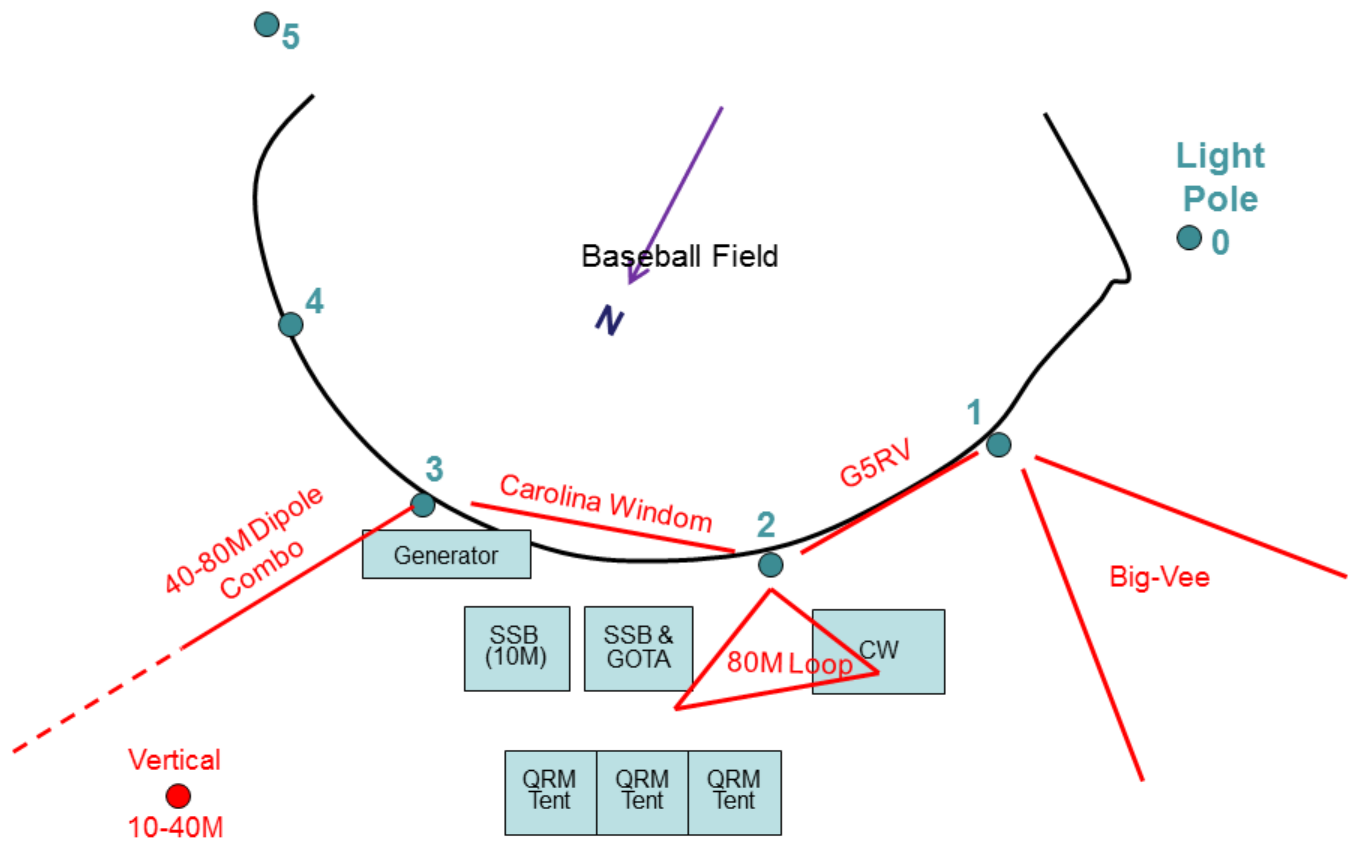 5
Light
Pole
0
Baseball Field
N
4
1
3
2
G5RV
Carolina Windom
40-80M Dipole
Combo
Generator
Big-Vee
SSB
(10M)
SSB &
GOTA
80M Loop
CW
Vertical
10-40M
QRM
Tent
QRM
Tent
QRM
Tent